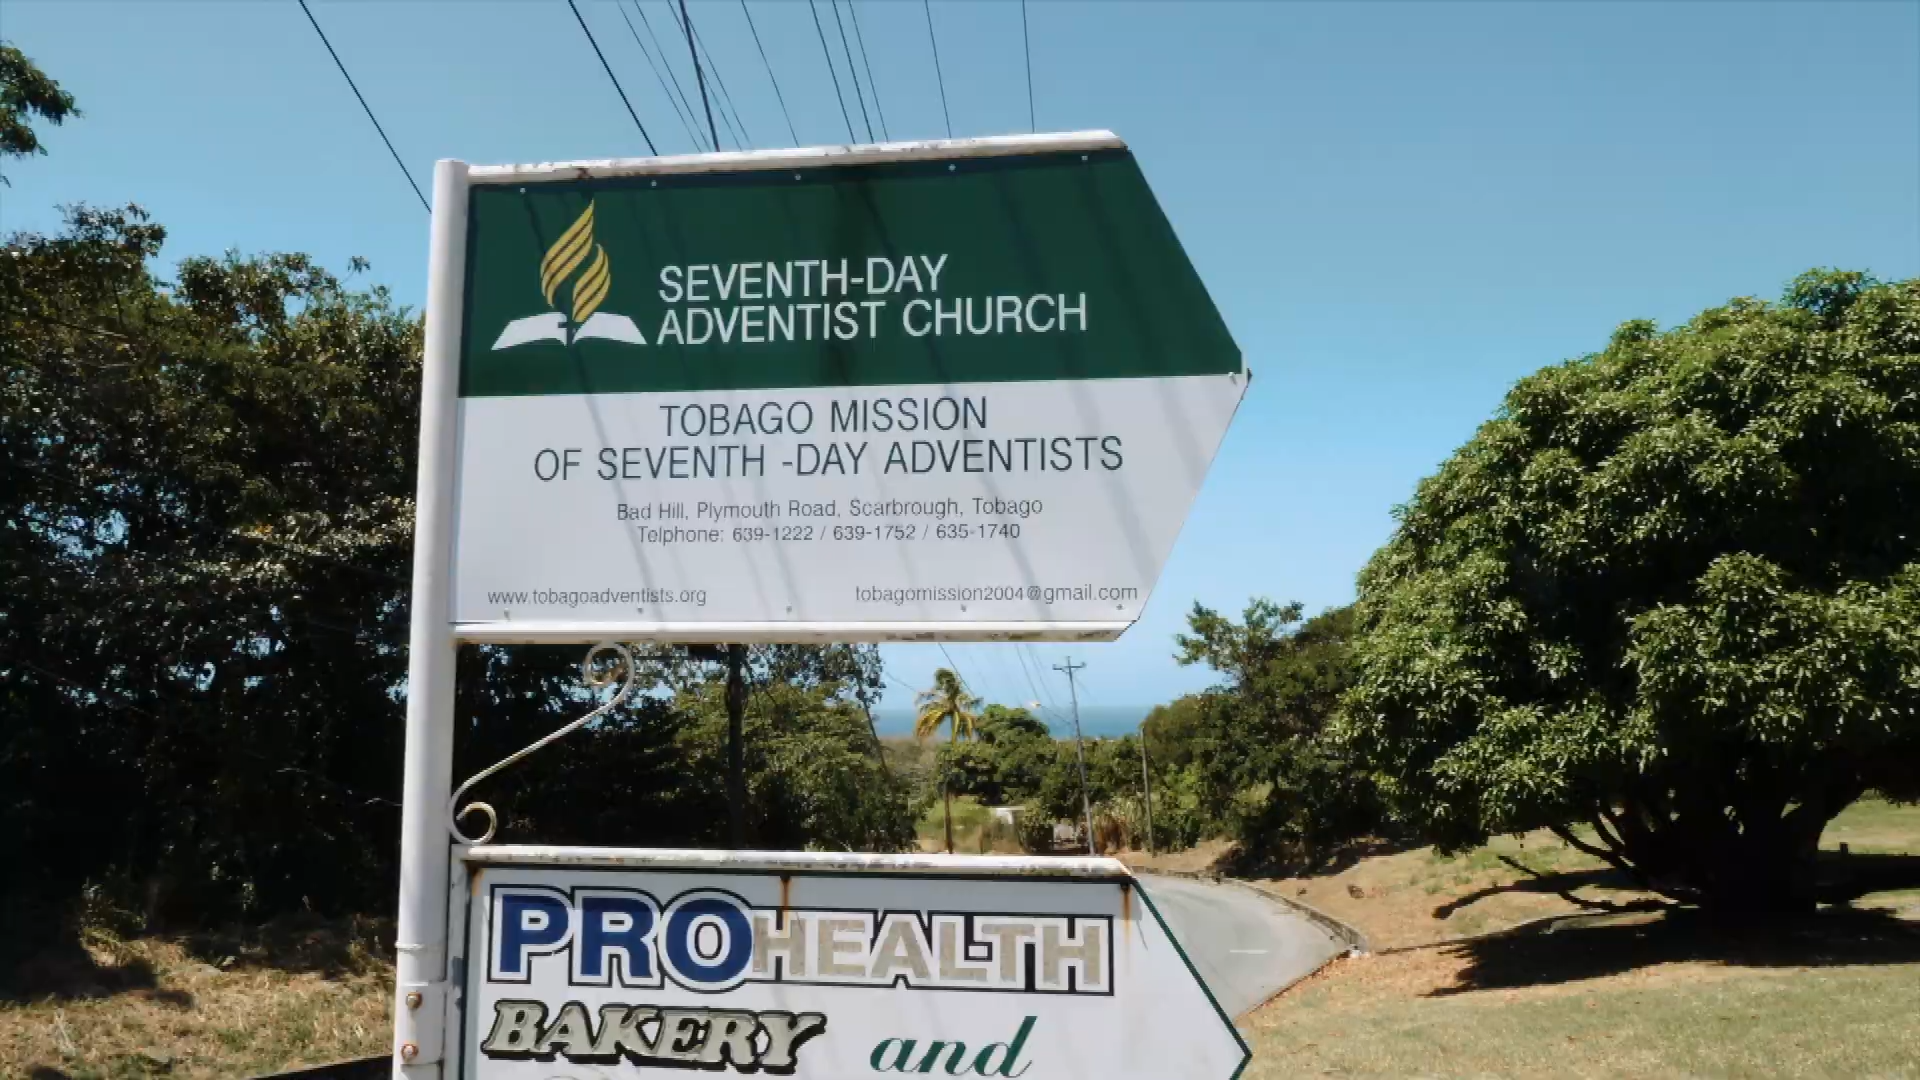 SEVENTH-DAY
ADVENTIST CHURCH
TOBAGO MISSION
OF SEVENTH -DAY ADVENTISTS
Bad Hill, Plymouth Road, Scarbrough, Tobago
Telphone: 639-1222 / 639-1752 / 635-1740
www.tobagoadventists.org tobagomission2004@gmail.com
PROHEALTH
BAKERY and